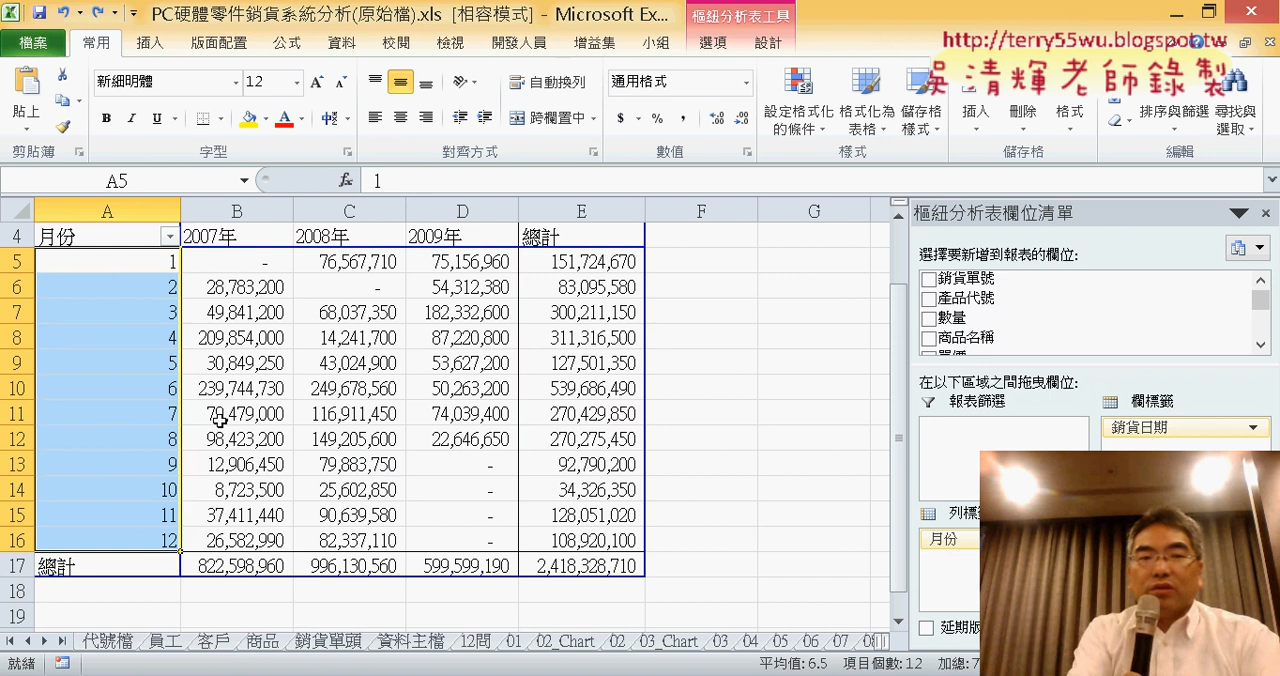 PC硬體零件銷貨系統分析(原始檔).xls [相容模式] - Microsoft Ex...
樞紐分析表工具
檔案 常用 插入 版面配置 公式 資料 校閱 檢視 開發人員 增益集 小組 選項 設計
http://terry55wu.blogspot.tw
吳清輝老師錄製
貼上
新細明體 12
B I U
自動換列
跨欄置中
通用格式
$ % ,
設定格式化的條件
格式化為表格
儲存格樣式
插入 刪除 格式
排序與篩選
尋找與選取
剪貼簿 字型 對齊方式 數值 樣式 儲存格 編輯
A5 fx 1
A B C D E F G
4 月份 2007年 2008年 2009年 總計
5 1 - 76,567,710 75,156,960 151,724,670
6 2 28,783,200 - 54,312,380 83,095,580
7 3 49,841,200 68,037,350 182,332,600 300,211,150
8 4 209,854,000 14,241,700 87,220,800 311,316,500
9 5 30,849,250 43,024,900 53,627,200 127,501,350
10 6 239,744,730 249,678,560 50,263,200 539,686,490
11 7 479,000 116,911,450 74,039,400 270,429,850
12 8 98,423,200 149,205,600 22,646,650 270,275,450
13 9 12,906,450 79,883,750 - 92,790,200
14 10 8,723,500 25,602,850 - 34,326,350
15 11 37,411,440 90,639,580 - 128,051,020
16 12 26,582,990 82,337,110 - 108,920,100
17 總計 822,598,960 996,130,560 599,599,190 2,418,328,710
18
19
樞紐分析表欄位清單
選擇要新增到報表的欄位:
銷貨單號
產品代號
數量
商品名稱
在以下區域之間拖曳欄位:
報表篩選 欄標籤
銷貨日期
月份
代號檔 員工 客戶 商品 銷貨單頭 資料主檔 12問 01 02_Chart 02 03_Chart 03 04 05 06 07
就緒 平均值: 6.5 項目個數: 12